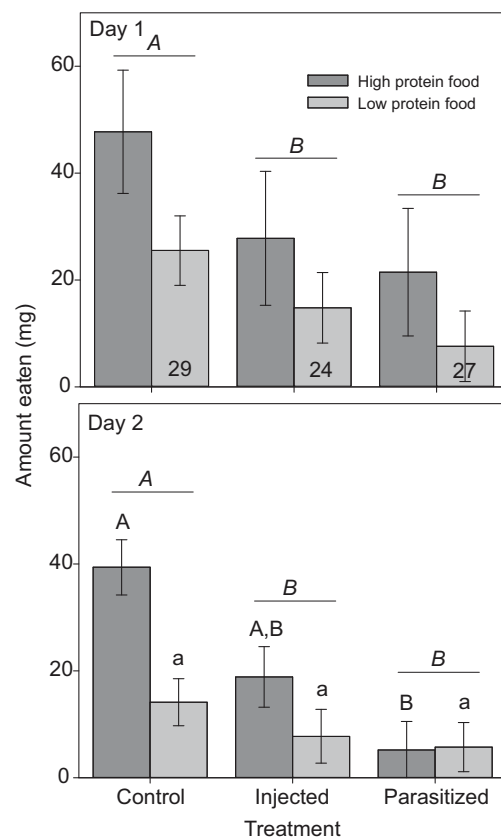 Day 1
A
60
High protein food
Low protein food
B
B
40
20
29
24
27
0
Amount eaten (mg)
Day 2
60
A
A
40
B
A,B
B
20
a
a
B
a
0
Control
Injected
Parasitized
Treatment